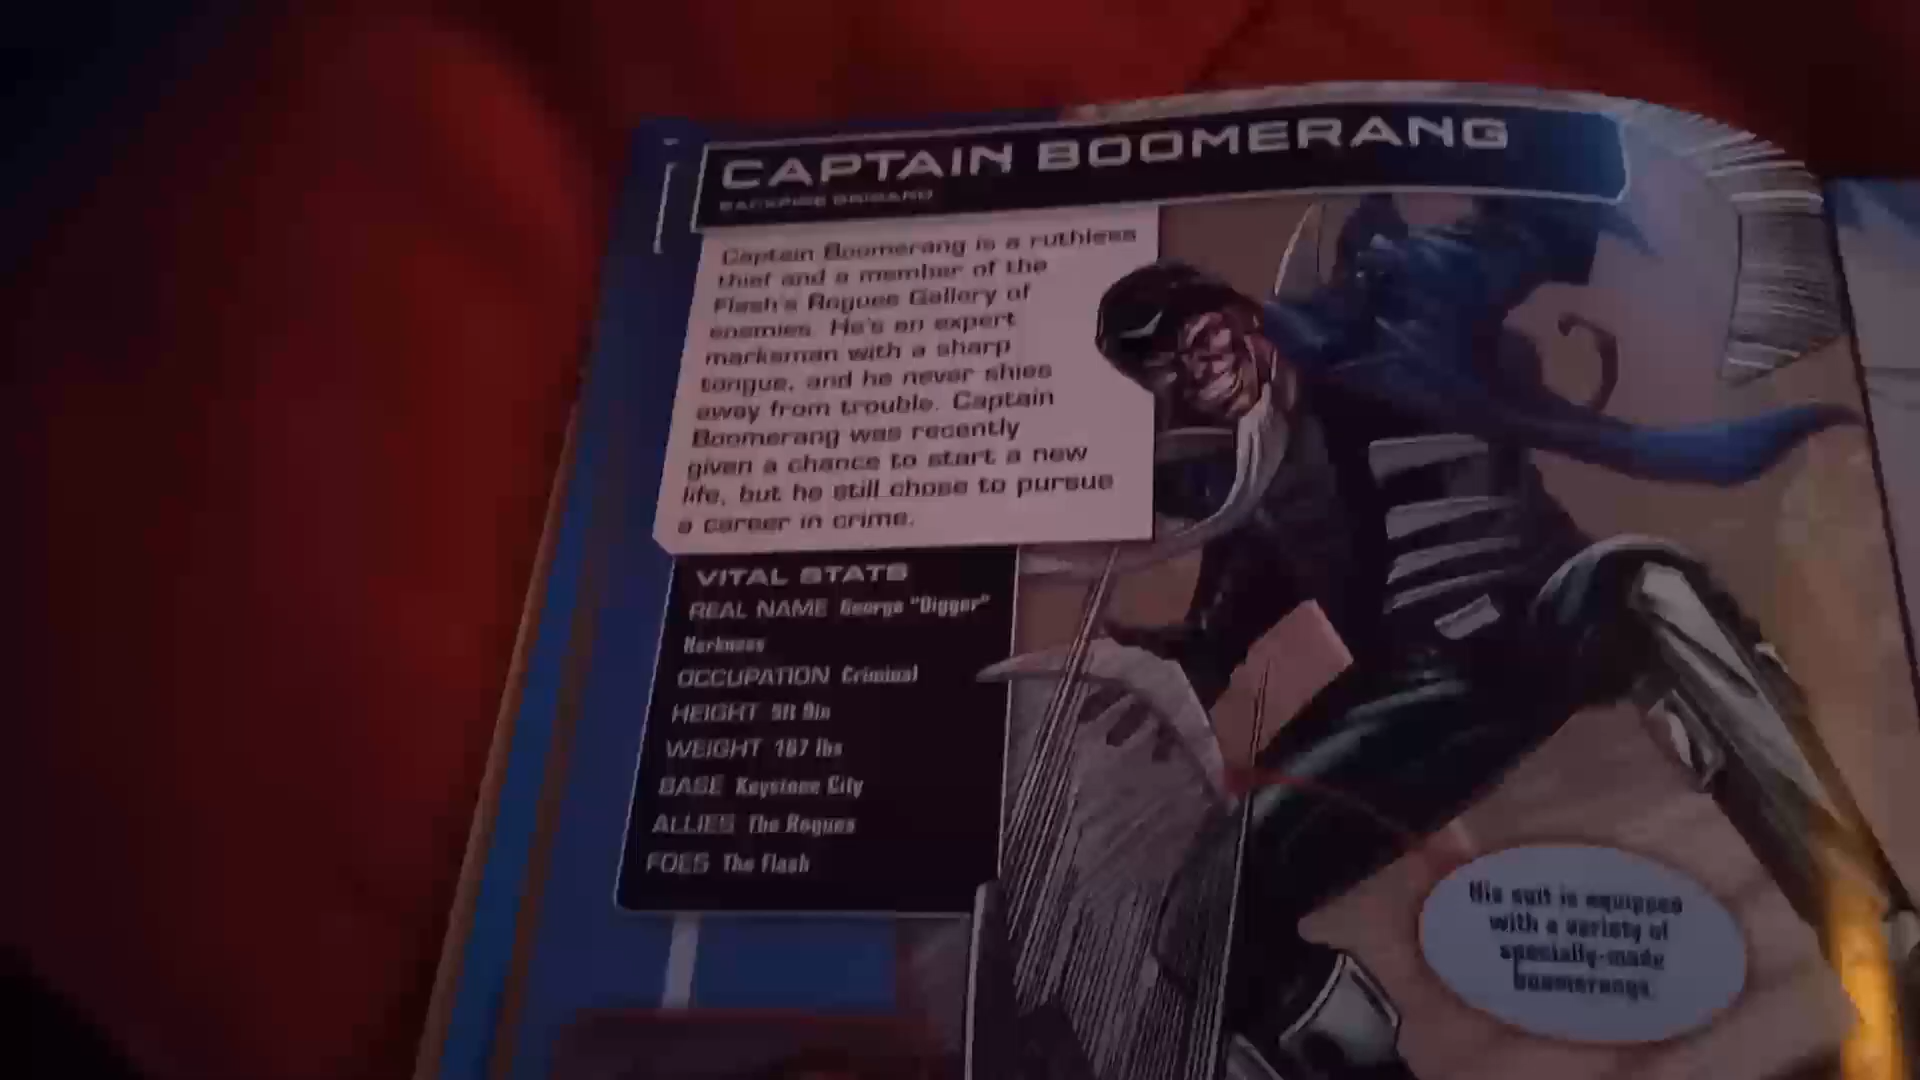 CAPTAIN BOOMERANG
BACKFIRE BRIGAND
Captain Boomerang is a ruthless
thief and a member of the
Flash's Rogues Gallery of
enemies. He's an expert
marksman with a sharp
tongue, and he never shies
away from trouble. Captain
Boomerang was recently
given a chance to start a new
life, but he still chose to pursue
a career in crime.
VITAL STATS
REAL NAME George "Digger"
Harkness
OCCUPATION Criminal
HEIGHT 5ft 9in
WEIGHT 167 lbs
BASE Keystone City
ALLIES The Rogues
FOES The Flash
His suit is equipped
with a variety of
specially-made
boomerangs.